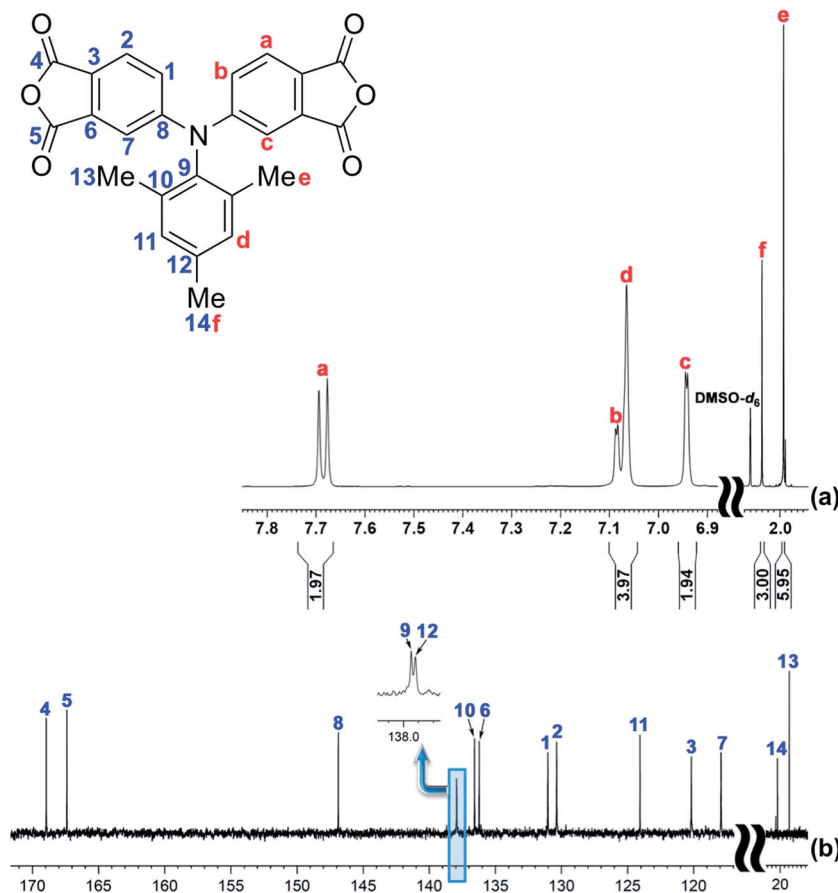 O
O
2
a
e
4
3
1
b
O
O
5
6
8
N
c
7
9
O
O
13Me
10
Me e
11
d
12
Me
14 f
a
b
d
c
DMSO-d6
f
(a)
7.8 7.7 7.6 7.5 7.4 7.3 7.2 7.1 7.0 6.9 2.0
1.97 3.97 1.94 3.00 5.95
9 12
138.0
4 5 8 10 6 1 2 11 3 7 14 13
(b)
170 165 160 155 150 145 140 135 130 125 120 20